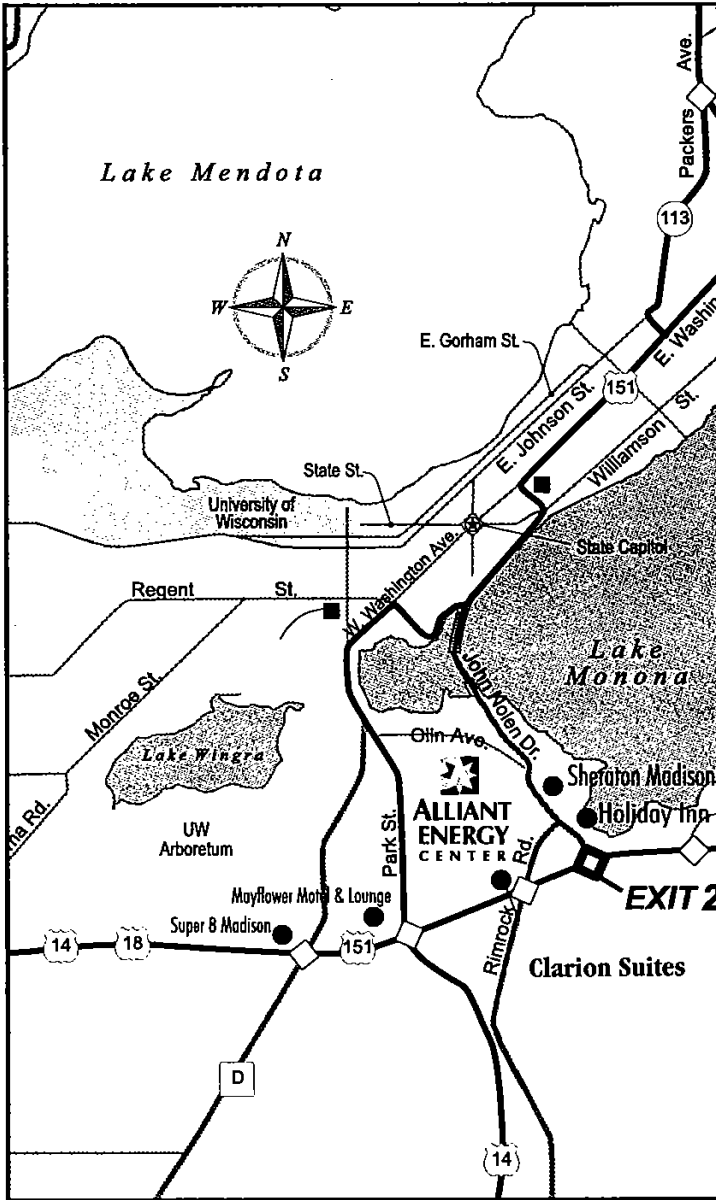 Packers Ave.
Lake Mendota
113
N
W E
S
E. Washin
E. Gorham St.
151
E. Johnson St.
Williamson St.
State St.
University of
Wisconsin
State Capitol
W. Washington Ave.
Regent St.
Lake
Monona
Monroe St.
John Nolen Dr.
Olin Ave.
Lake Wingra
Sheraton Madison
Holiday Inn
ALLIANT
ENERGY
CENTER
UW
Arboretum
Park St.
Rimrock Rd.
Mayflower Motel & Lounge
Super 8 Madison
EXIT 2
14 18 151
Clarion Suites
D
14